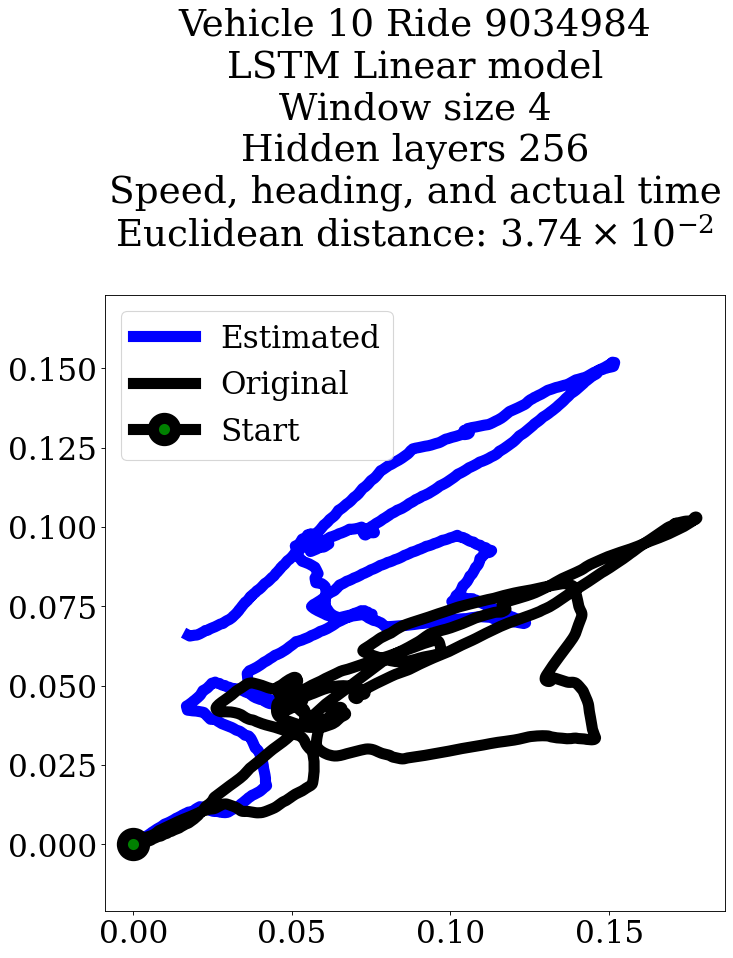 Vehicle 10 Ride 9034984
LSTM Linear model
Window size 4
Hidden layers 256
Speed, heading, and actual time
Euclidean distance: 3.74 × 10⁻²
Estimated
Original
Start
0.150
0.125
0.100
0.075
0.050
0.025
0.000
0.00 0.05 0.10 0.15